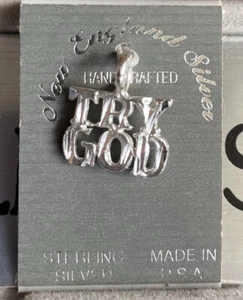 New England Silver
HANDCRAFTED
TRY
GOD
STERLING MADE IN
SILVER U.S.A.